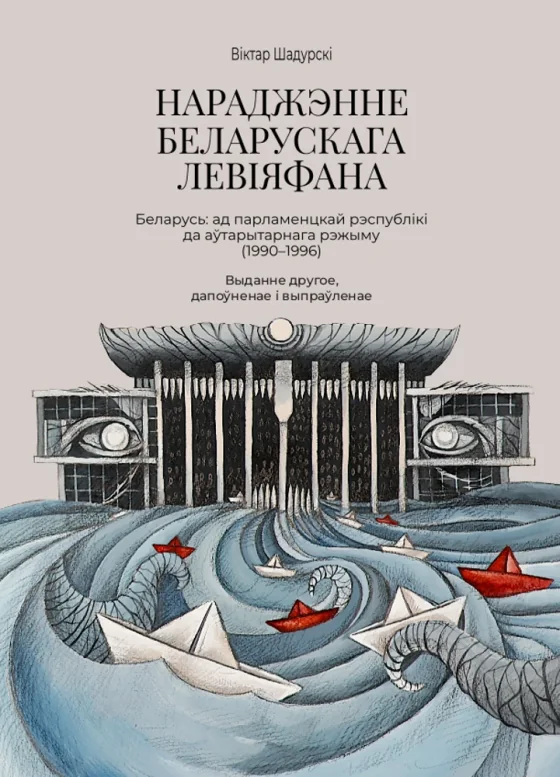 Віктар Шадурскі
НАРАДЖЭННЕ
БЕЛАРУСКАГА
ЛЕВІЯФАНА
Беларусь: ад парламенцкай рэспублікі
да аўтарытарнага рэжыму
(1990–1996)
Выданне другое,
дапоўненае і выпраўленае